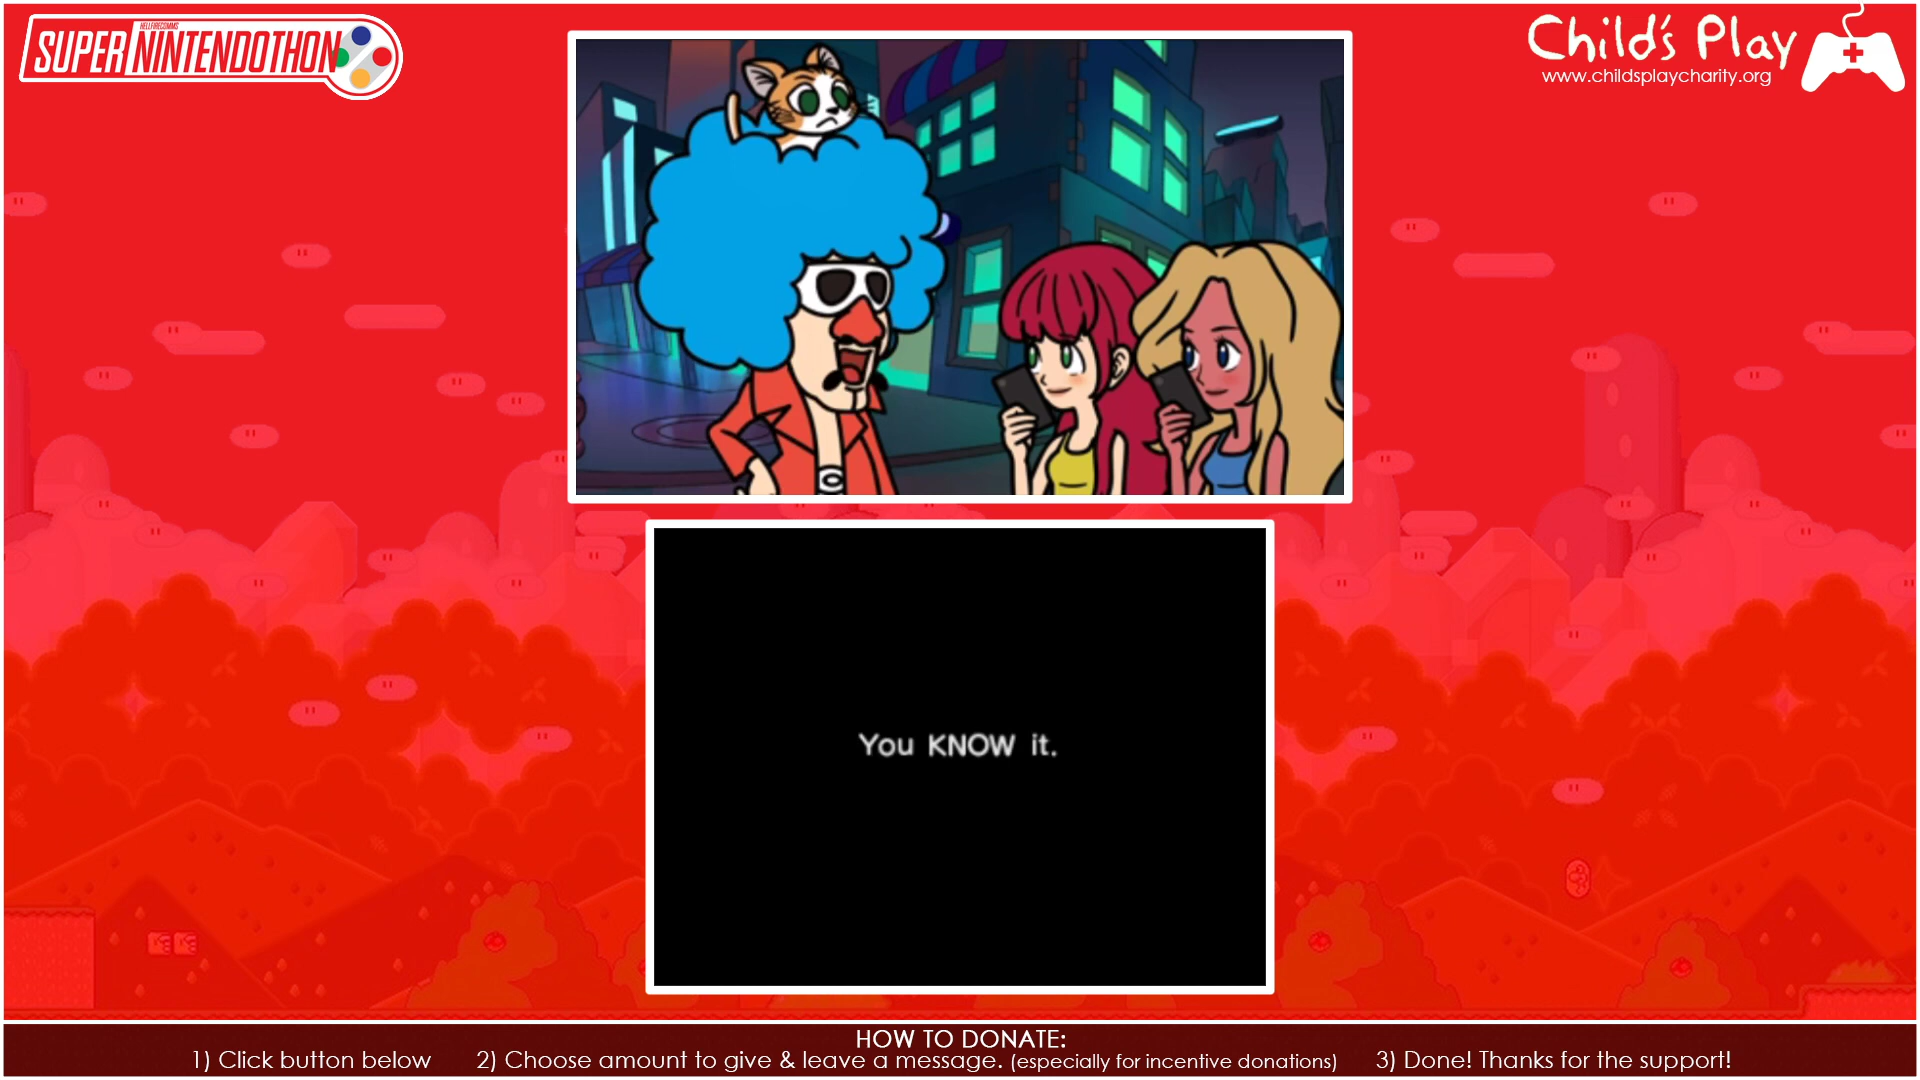 HELLFIRECOMMS
SUPER NINTENDOTHON
Child's Play
www.childsplaycharity.org
You KNOW it.
HOW TO DONATE:
1) Click button below 2) Choose amount to give & leave a message. (especially for incentive donations) 3) Done! Thanks for the support!